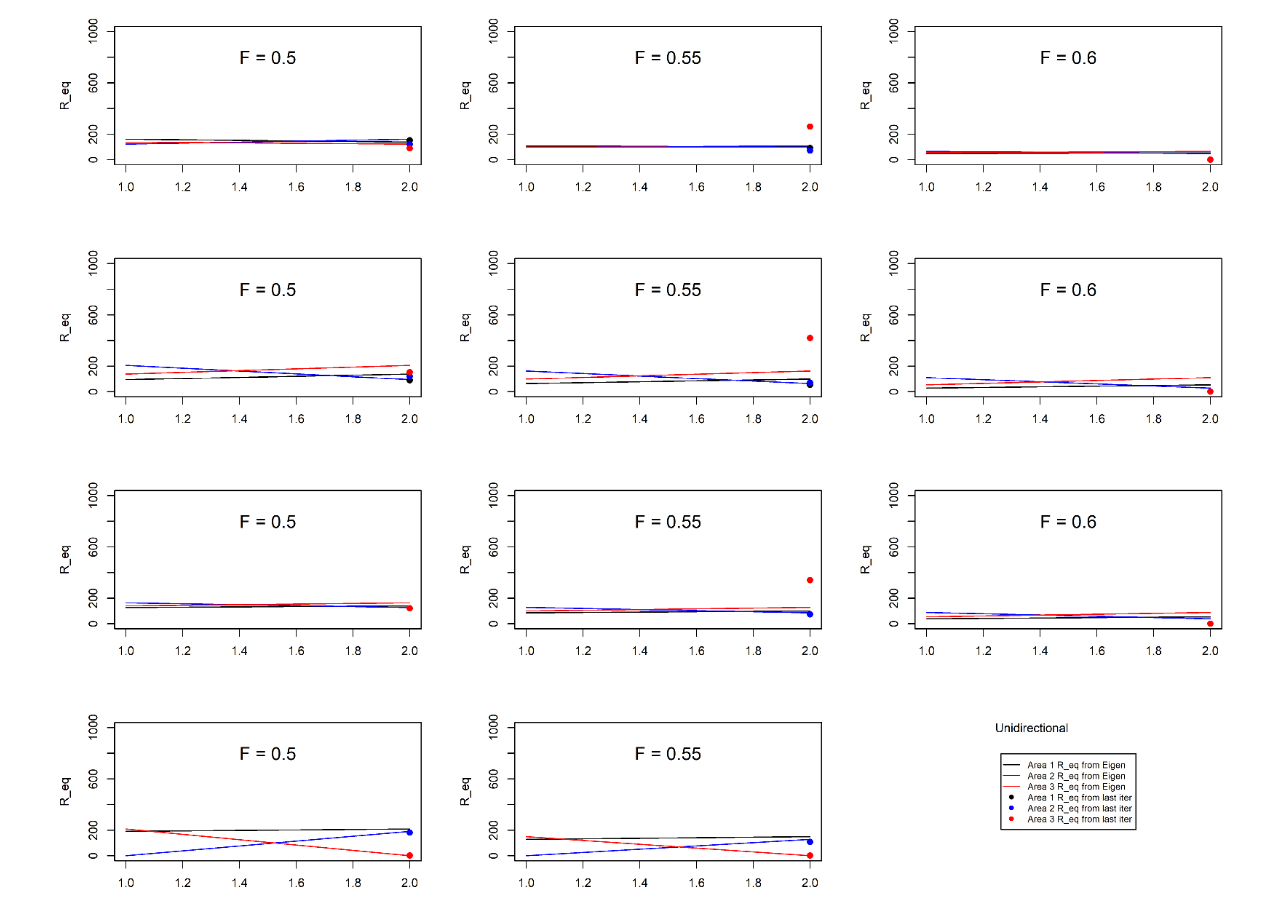 F = 0.5
R_eq
0 200 600 1000
1.0 1.2 1.4 1.6 1.8 2.0
F = 0.55
R_eq
0 200 600 1000
1.0 1.2 1.4 1.6 1.8 2.0
F = 0.6
R_eq
0 200 600 1000
1.0 1.2 1.4 1.6 1.8 2.0
F = 0.5
R_eq
0 200 600 1000
1.0 1.2 1.4 1.6 1.8 2.0
F = 0.55
R_eq
0 200 600 1000
1.0 1.2 1.4 1.6 1.8 2.0
F = 0.6
R_eq
0 200 600 1000
1.0 1.2 1.4 1.6 1.8 2.0
F = 0.5
R_eq
0 200 600 1000
1.0 1.2 1.4 1.6 1.8 2.0
F = 0.55
R_eq
0 200 600 1000
1.0 1.2 1.4 1.6 1.8 2.0
F = 0.6
R_eq
0 200 600 1000
1.0 1.2 1.4 1.6 1.8 2.0
F = 0.5
R_eq
0 200 600 1000
1.0 1.2 1.4 1.6 1.8 2.0
F = 0.55
R_eq
0 200 600 1000
1.0 1.2 1.4 1.6 1.8 2.0
Unidirectional
Area 1 R_eq from Eigen
Area 2 R_eq from Eigen
Area 3 R_eq from Eigen
Area 1 R_eq from last iter
Area 2 R_eq from last iter
Area 3 R_eq from last iter